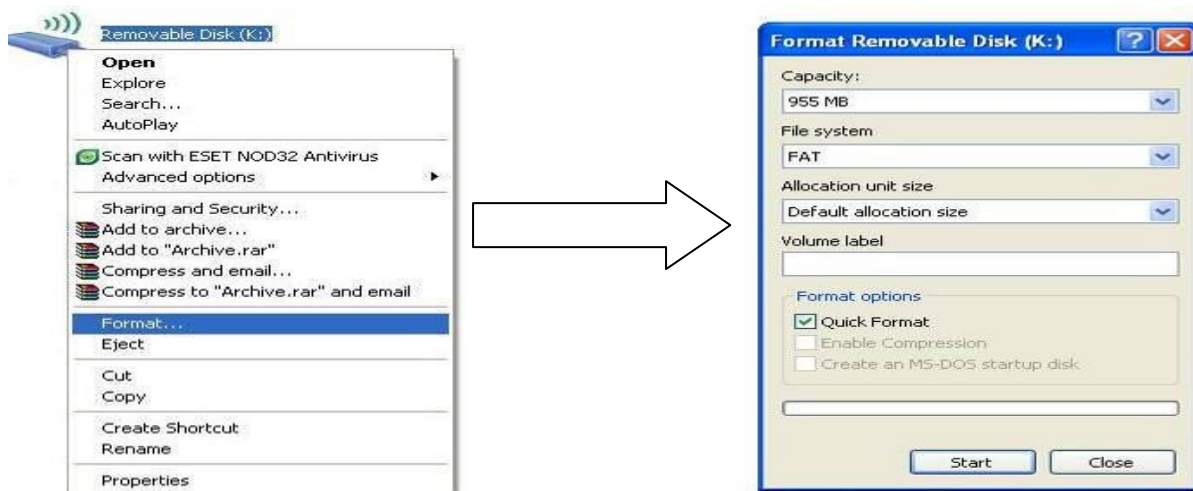 Removable Disk (K:)
Open
Explore
Search...
AutoPlay
Scan with ESET NOD32 Antivirus
Advanced options
Sharing and Security...
Add to archive...
Add to "Archive.rar"
Compress and email...
Compress to "Archive.rar" and email
Format...
Eject
Cut
Copy
Create Shortcut
Rename
Properties
Format Removable Disk (K:)
Capacity:
955 MB
File system
FAT
Allocation unit size
Default allocation size
Volume label
Format options
Quick Format
Enable Compression
Create an MS-DOS startup disk
Start Close